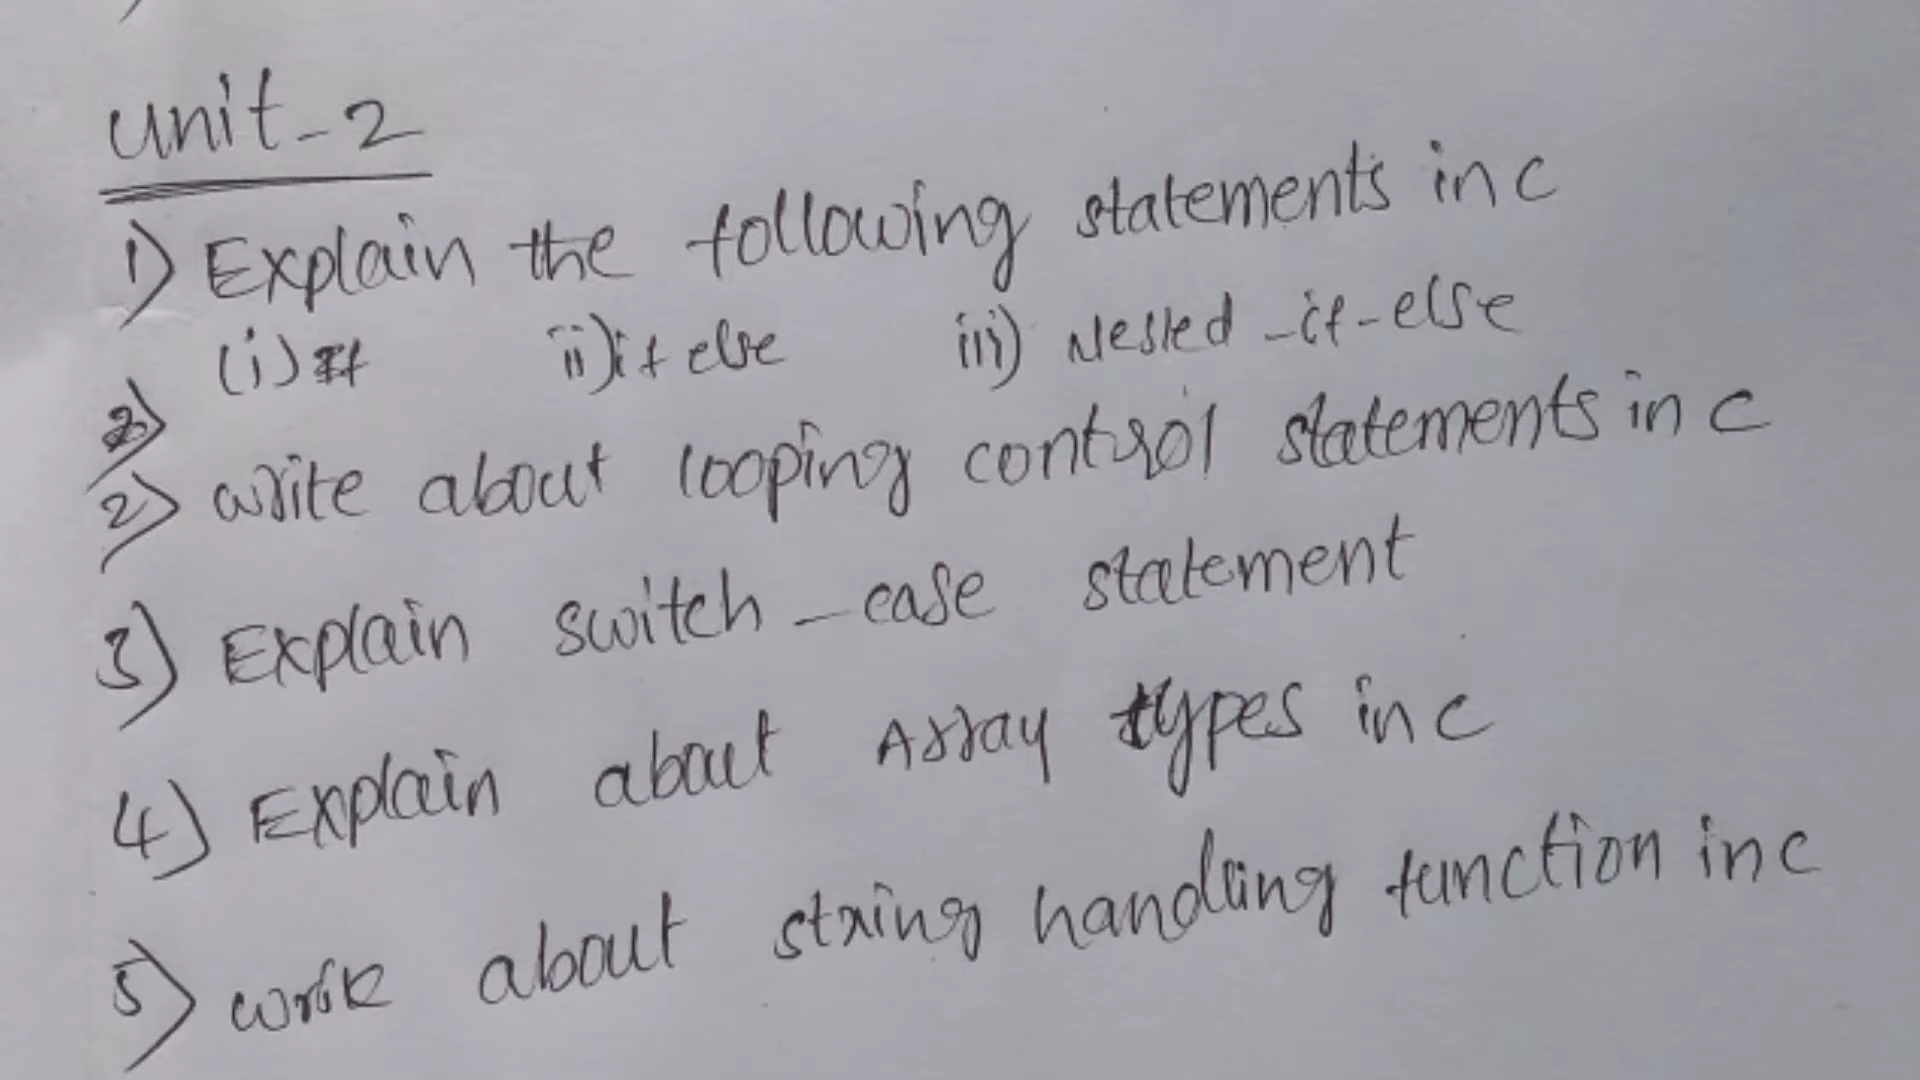 unit-2
1) Explain the following statements in c
(i) If ii) if else iii) Nested-if-else
2) write about looping control statements in c
3) Explain switch-case statement
4) Explain about Array types in c
5) write about string handling function in c